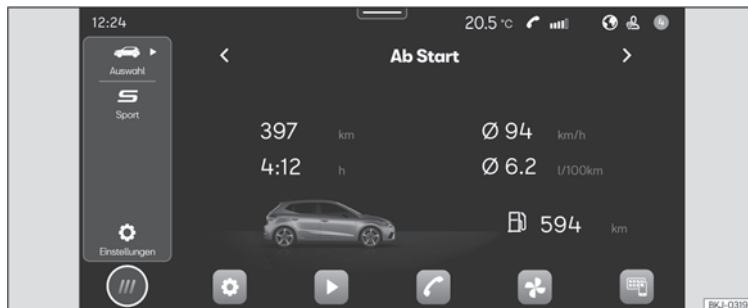 12:24
20.5 °C
4
Auswahl
Ab Start
Sport
397 km
Ø 94 km/h
4:12 h
Ø 6.2 l/100km
594 km
Einstellungen
BKJ-0319